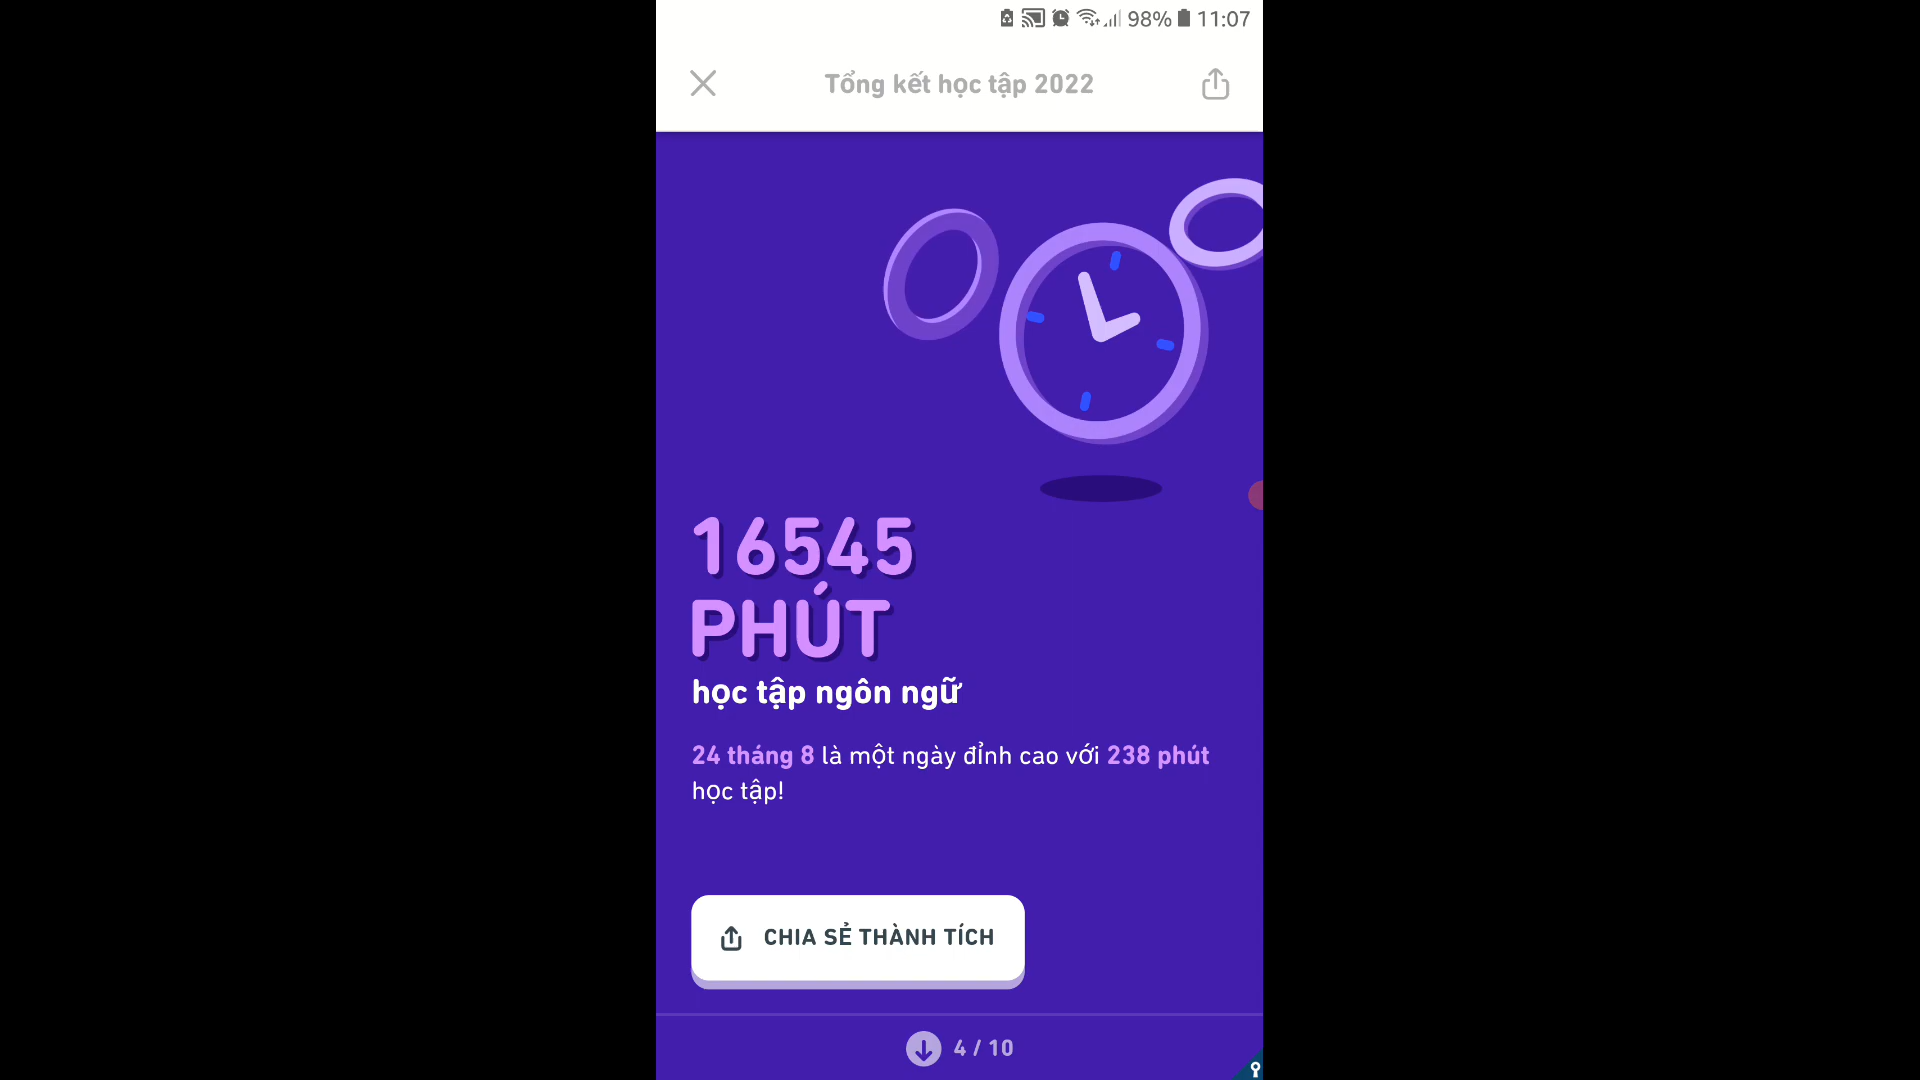 98% 11:07
Tổng kết học tập 2022
16545
PHÚT
học tập ngôn ngữ
24 tháng 8 là một ngày đỉnh cao với 238 phút
học tập!
CHIA SẺ THÀNH TÍCH
4 / 10